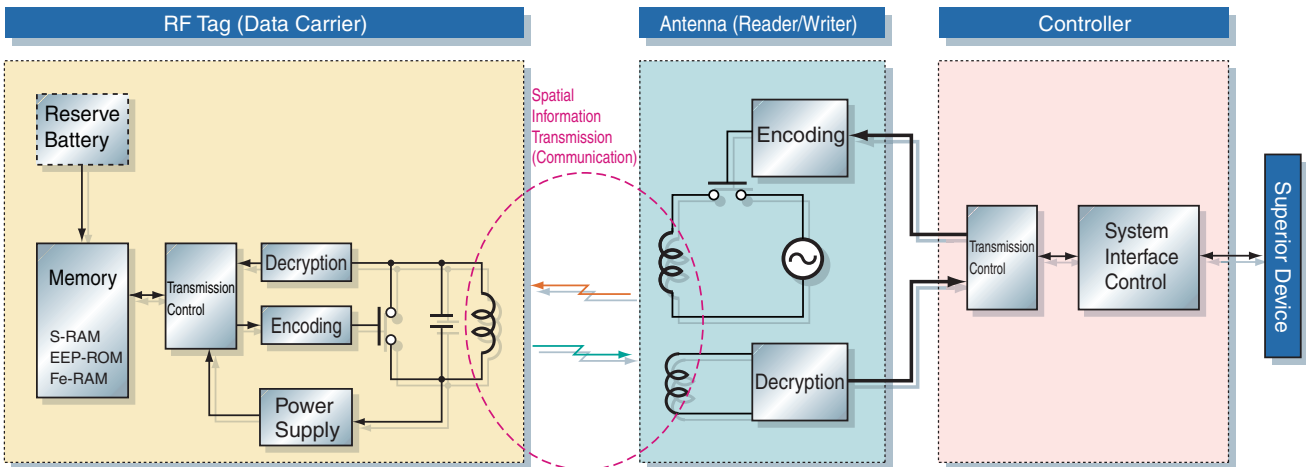 RF Tag (Data Carrier)
Antenna (Reader/Writer)
Controller
Reserve
Battery
Spatial
Information
Transmission
(Communication)
Encoding
Memory
S-RAM
EEP-ROM
Fe-RAM
Transmission
Control
Decryption
Encoding
Power
Supply
Decryption
Transmission
Control
System
Interface
Control
Superior Device